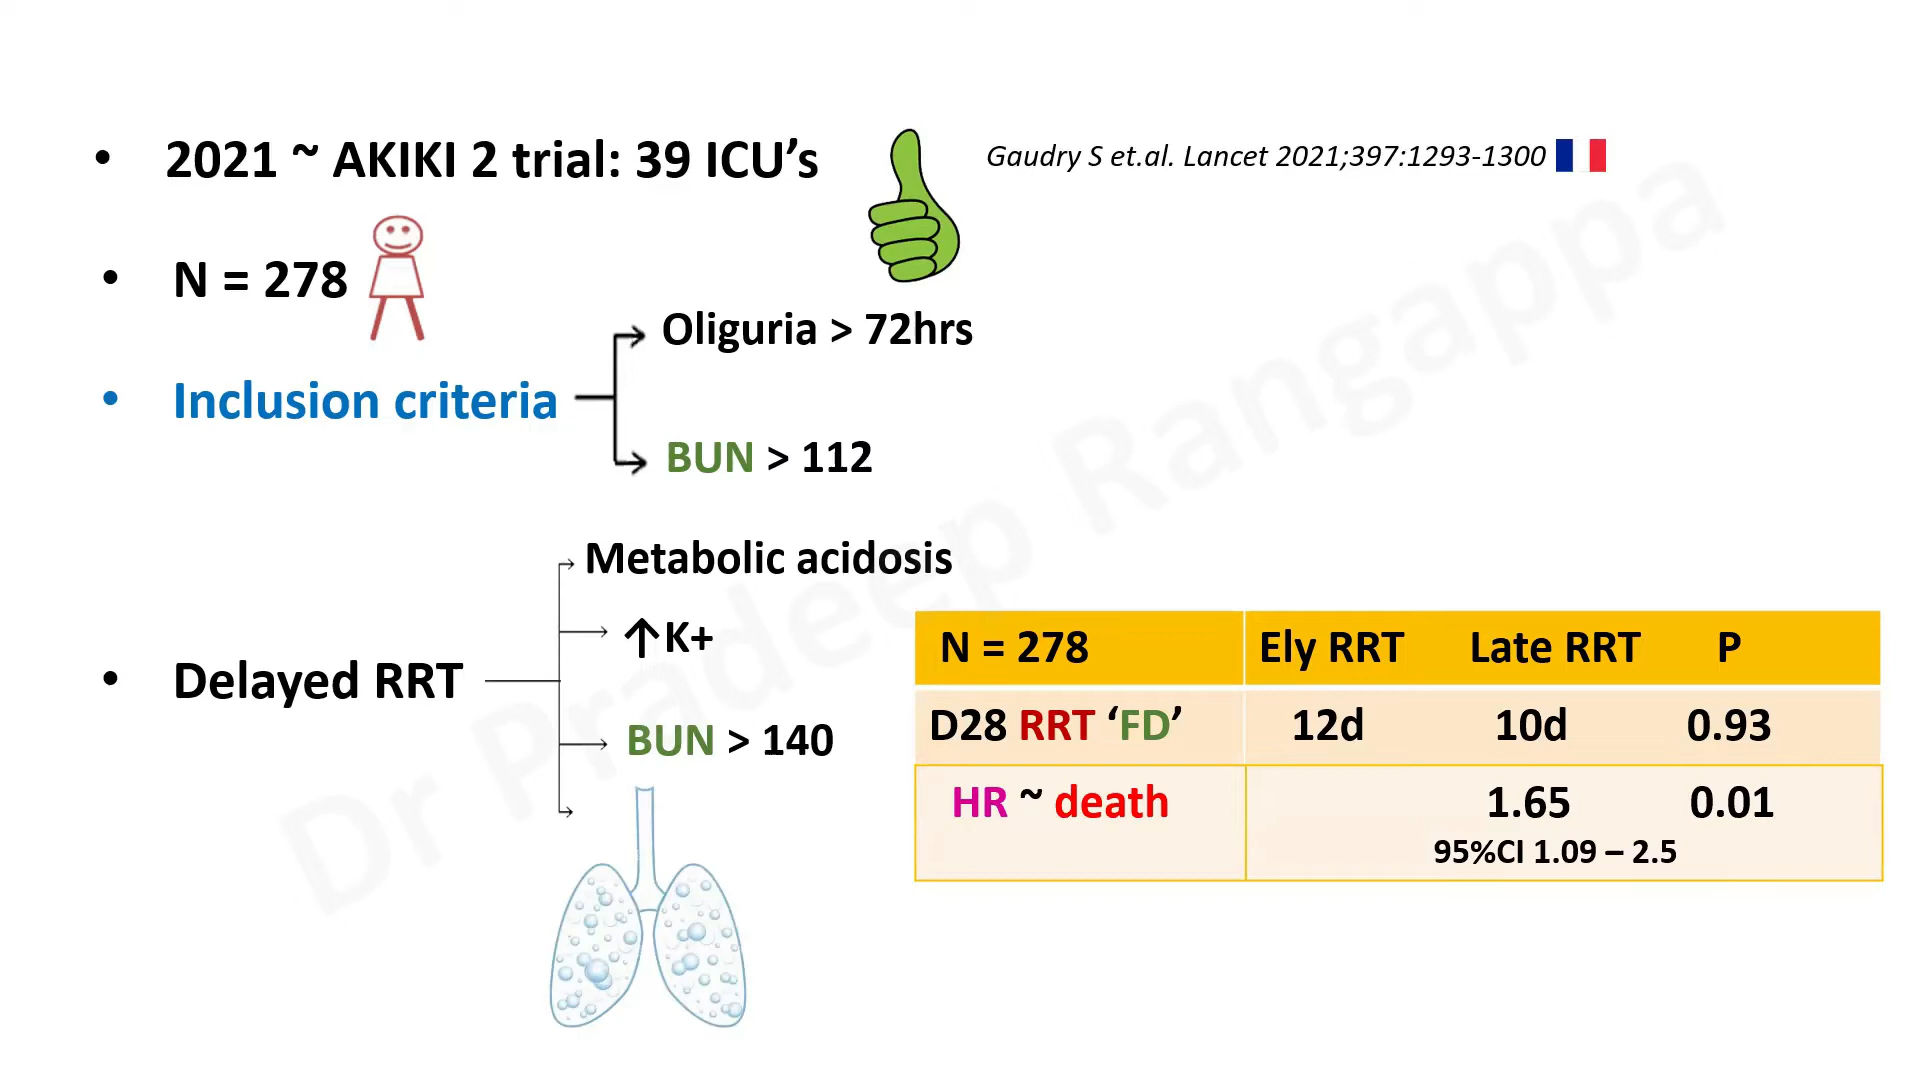 • 2021 ~ AKIKI 2 trial: 39 ICU’s
Gaudry S et.al. Lancet 2021;397:1293-1300
• N = 278
• Inclusion criteria
Oliguria > 72hrs
BUN > 112
• Delayed RRT
Metabolic acidosis
↑K+
BUN > 140
N = 278 Ely RRT Late RRT P
D28 RRT ‘FD’ 12d 10d 0.93
HR ~ death 1.65 0.01
95%CI 1.09 – 2.5
Dr Pradeep Rangappa